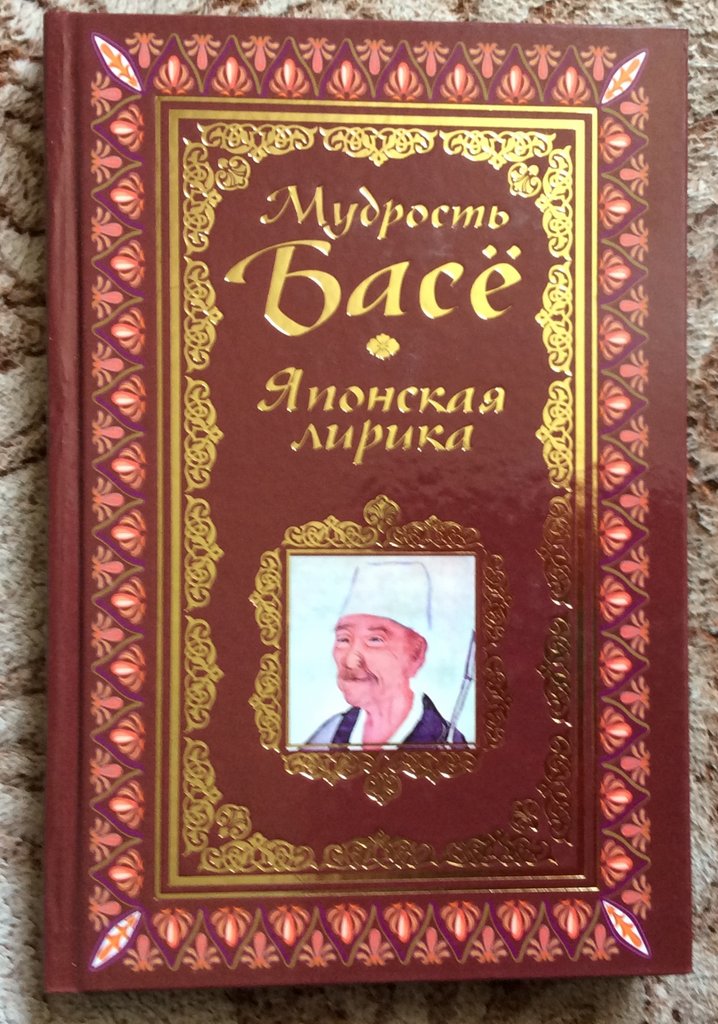 Мудрость
Басё
Японская
лирика